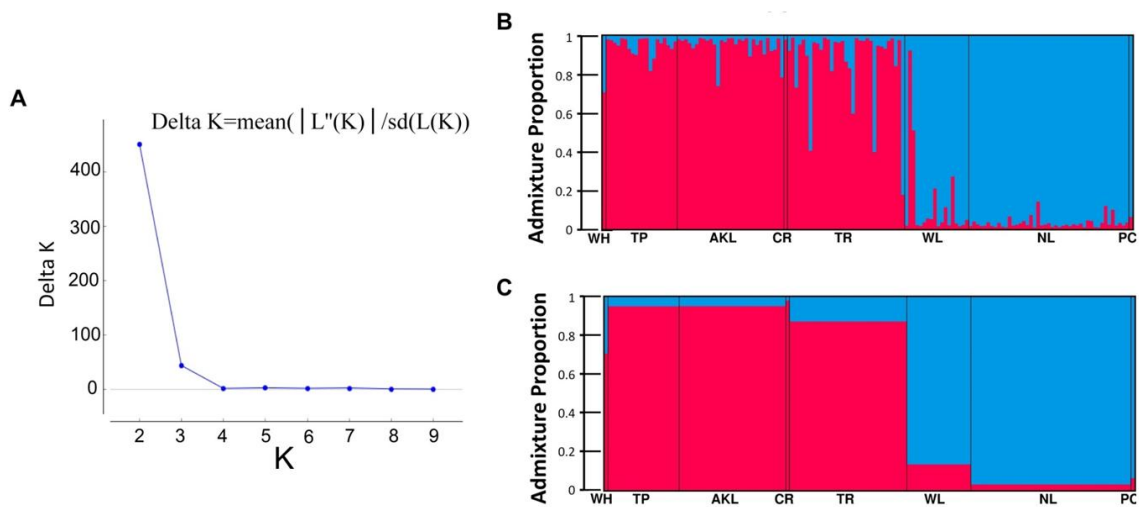 A
Delta K=mean(|L"(K)|/sd(L(K))
Delta K
400
300
200
100
0
2 3 4 5 6 7 8 9
K
B
Admixture Proportion
1
0.8
0.6
0.4
0.2
0
WH TP AKL CR TR WL NL PC
C
Admixture Proportion
1
0.8
0.6
0.4
0.2
0
WH TP AKL CR TR WL NL PC